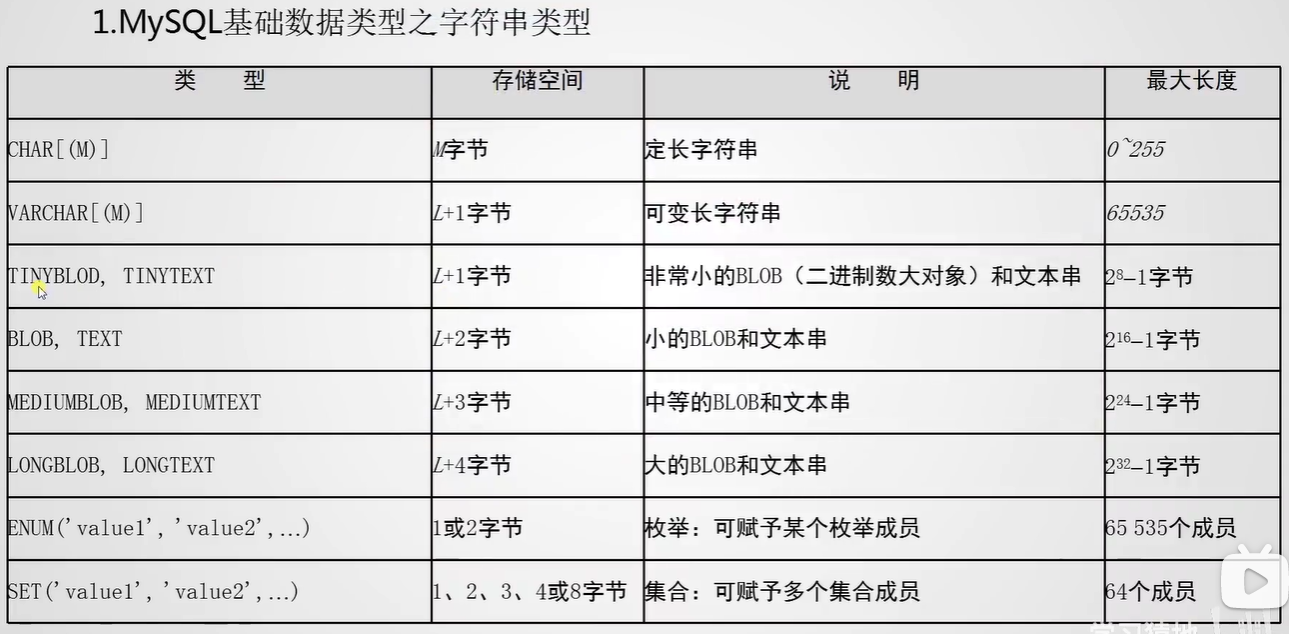 1.MySQL基础数据类型之字符串类型
类 型 存储空间 说 明 最大长度
CHAR[(M)] M字节 定长字符串 0~255
VARCHAR[(M)] L+1字节 可变长字符串 65535
TINYBLOD, TINYTEXT L+1字节 非常小的BLOB（二进制数大对象）和文本串 2⁸–1字节
BLOB, TEXT L+2字节 小的BLOB和文本串 2¹⁶–1字节
MEDIUMBLOB, MEDIUMTEXT L+3字节 中等的BLOB和文本串 2²⁴–1字节
LONGBLOB, LONGTEXT L+4字节 大的BLOB和文本串 2³²–1字节
ENUM('value1', 'value2',...) 1或2字节 枚举：可赋予某个枚举成员 65 535个成员
SET('value1', 'value2',...) 1、2、3、4或8字节 集合：可赋予多个集合成员 64个成员